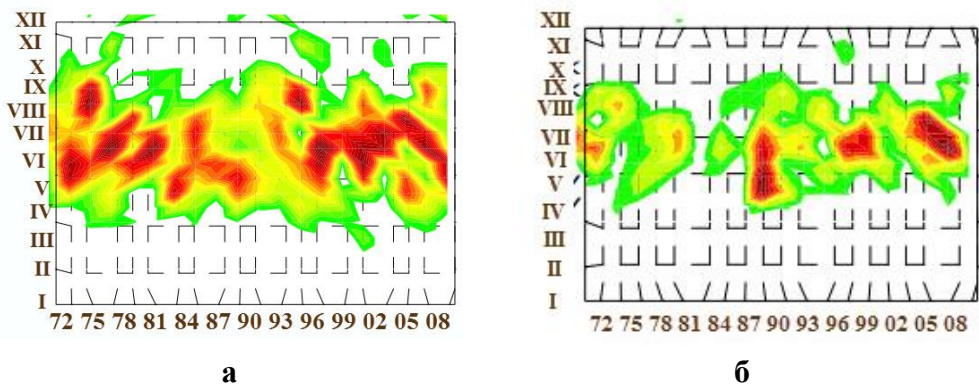 XII
XI
X
IX
VIII
VII
VI
V
IV
III
II
I
72 75 78 81 84 87 90 93 96 99 02 05 08
а
XII
XI
X
IX
VIII
VII
VI
V
IV
III
II
I
72 75 78 81 84 87 90 93 96 99 02 05 08
б